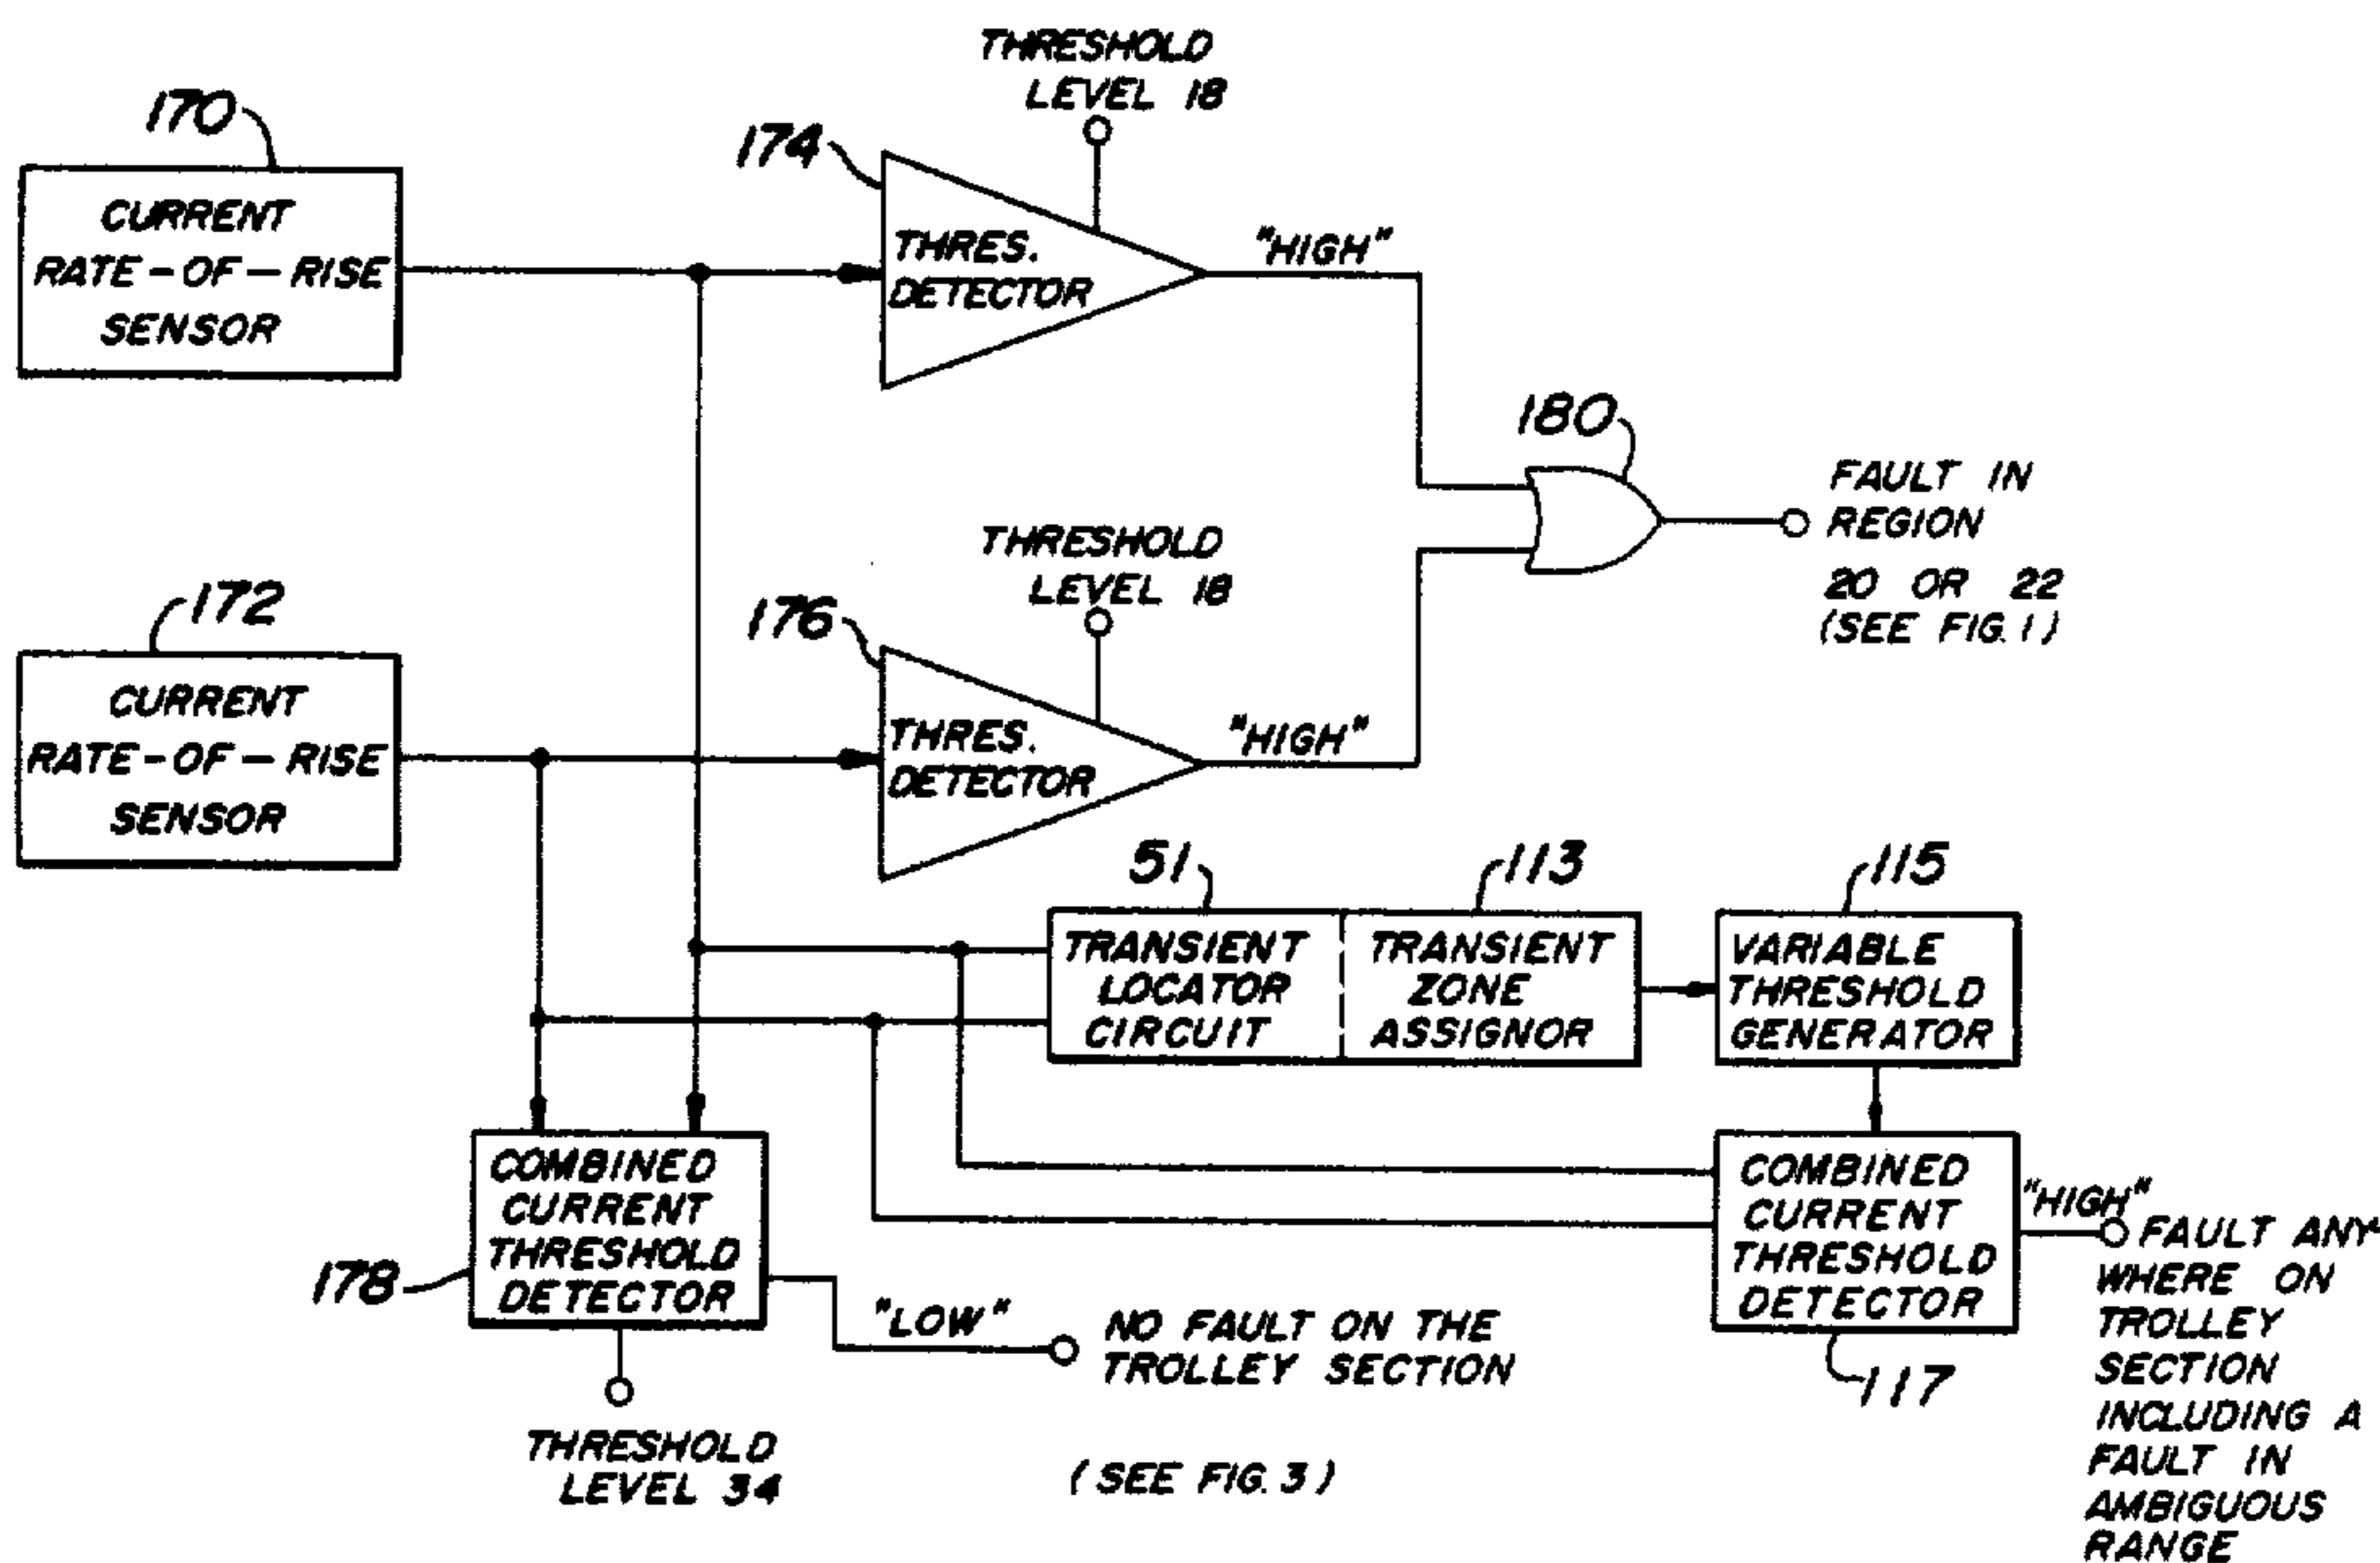 THRESHOLD
LEVEL 18
170
174
CURRENT
RATE-OF-RISE
SENSOR
THRES.
DETECTOR
"HIGH"
180
FAULT IN
REGION
20 OR 22
(SEE FIG. 1)
THRESHOLD
LEVEL 18
172
176
CURRENT
RATE-OF-RISE
SENSOR
THRES.
DETECTOR
"HIGH"
51
113
115
TRANSIENT
LOCATOR
CIRCUIT
TRANSIENT
ZONE
ASSIGNOR
VARIABLE
THRESHOLD
GENERATOR
COMBINED
CURRENT
THRESHOLD
DETECTOR
178
"LOW"
NO FAULT ON THE
TROLLEY SECTION
THRESHOLD
LEVEL 34
(SEE FIG. 3)
COMBINED
CURRENT
THRESHOLD
DETECTOR
117
"HIGH"
FAULT ANY-
WHERE ON
TROLLEY
SECTION
INCLUDING A
FAULT IN
AMBIGUOUS
RANGE